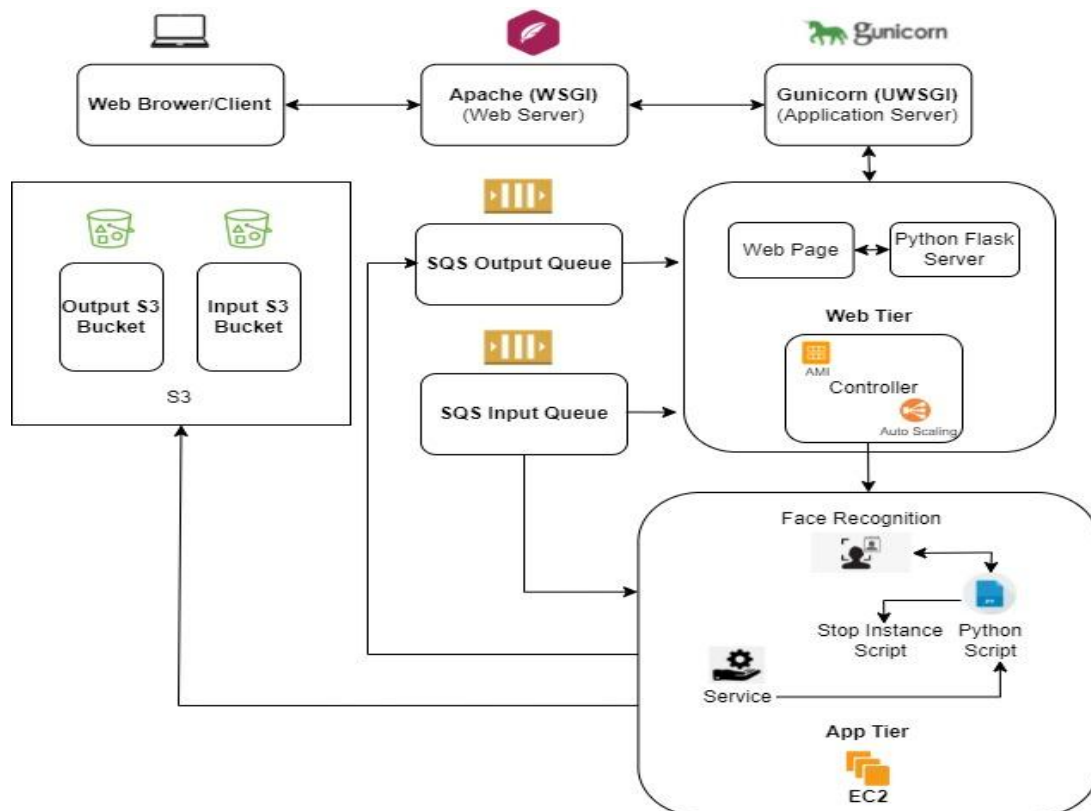 gunicorn
Web Brower/Client
Apache (WSGI)
(Web Server)
Gunicorn (UWSGI)
(Application Server)
Output S3
Bucket
Input S3
Bucket
S3
SQS Output Queue
SQS Input Queue
Web Page
Python Flask
Server
Web Tier
AMI
Controller
Auto Scaling
Face Recognition
Stop Instance
Script
Python
Script
Service
App Tier
EC2